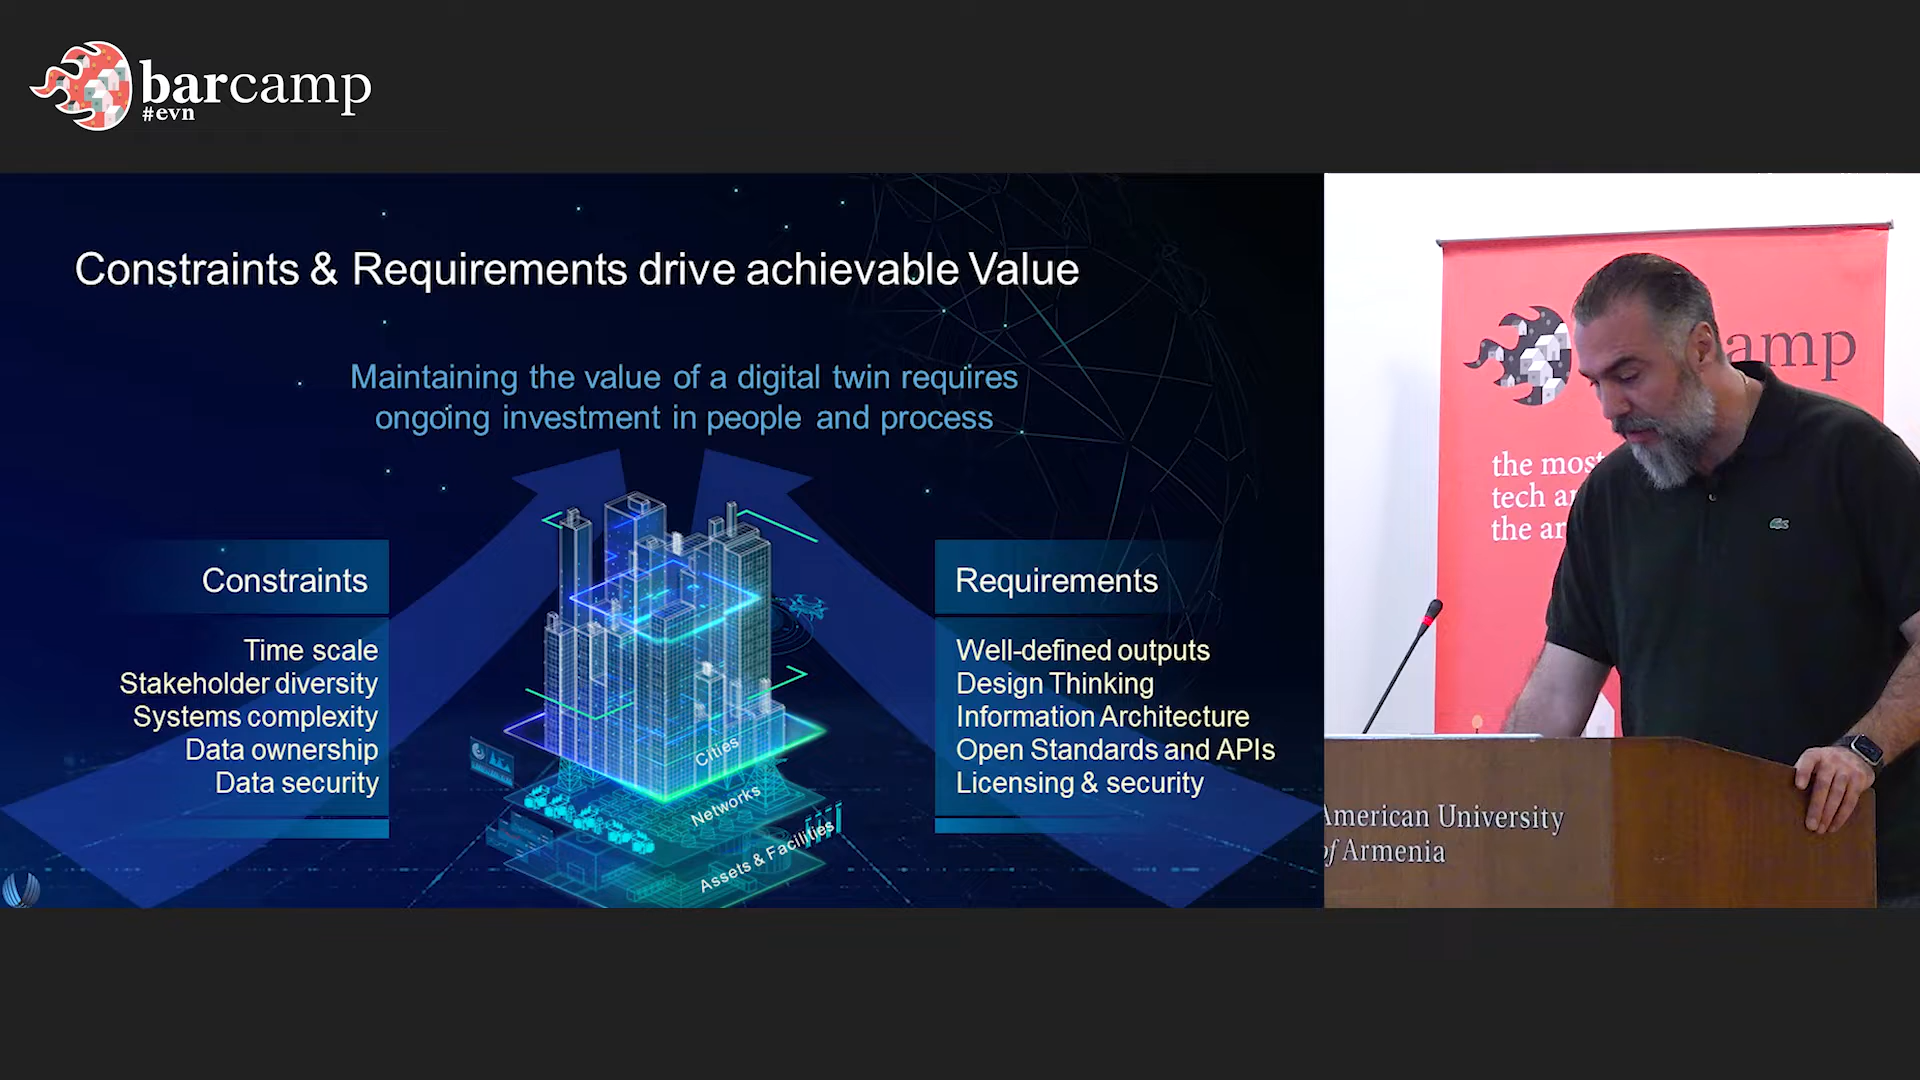 barcamp
#evn
Constraints & Requirements drive achievable Value
Maintaining the value of a digital twin requires
ongoing investment in people and process
Constraints
Time scale
Stakeholder diversity
Systems complexity
Data ownership
Data security
Requirements
Well-defined outputs
Design Thinking
Information Architecture
Open Standards and APIs
Licensing & security
Cities
Networks
Assets & Facilities
amp
the most
tech
the
American University
of Armenia